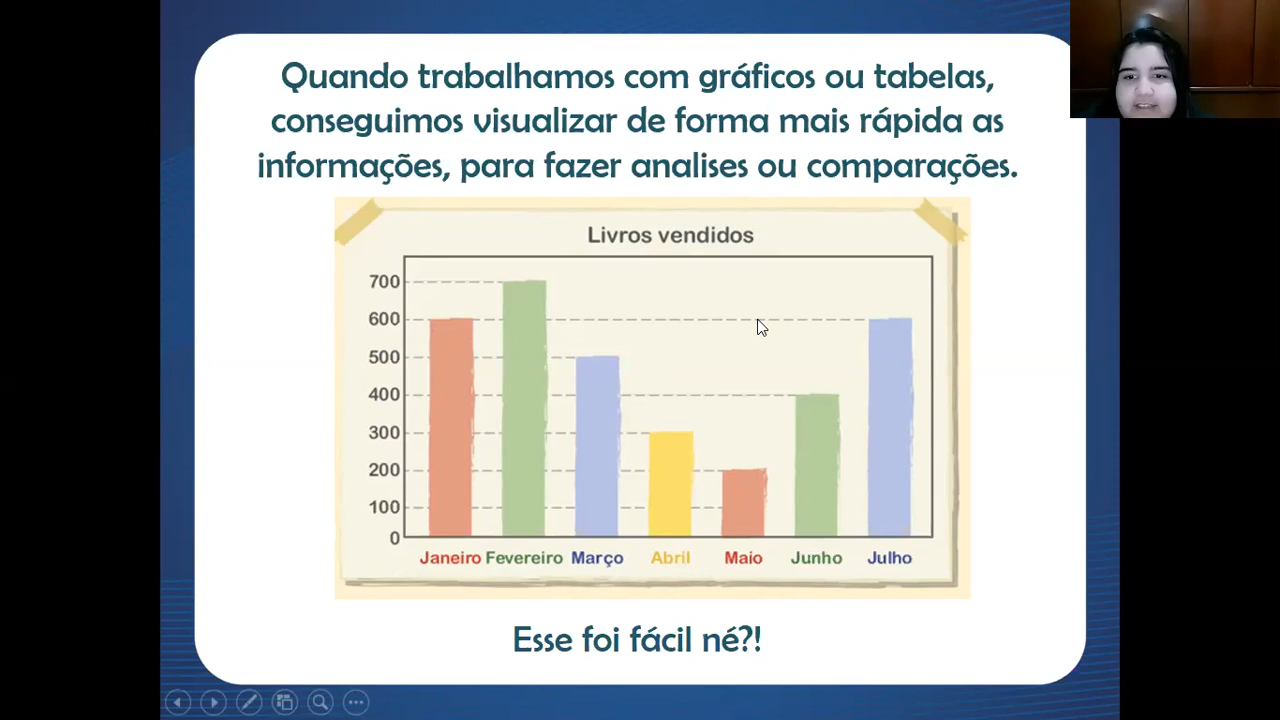 Quando trabalhamos com gráficos ou tabelas,
conseguimos visualizar de forma mais rápida as
informações, para fazer analises ou comparações.
Livros vendidos
700
600
500
400
300
200
100
0
Janeiro Fevereiro Março Abril Maio Junho Julho
Esse foi fácil né?!